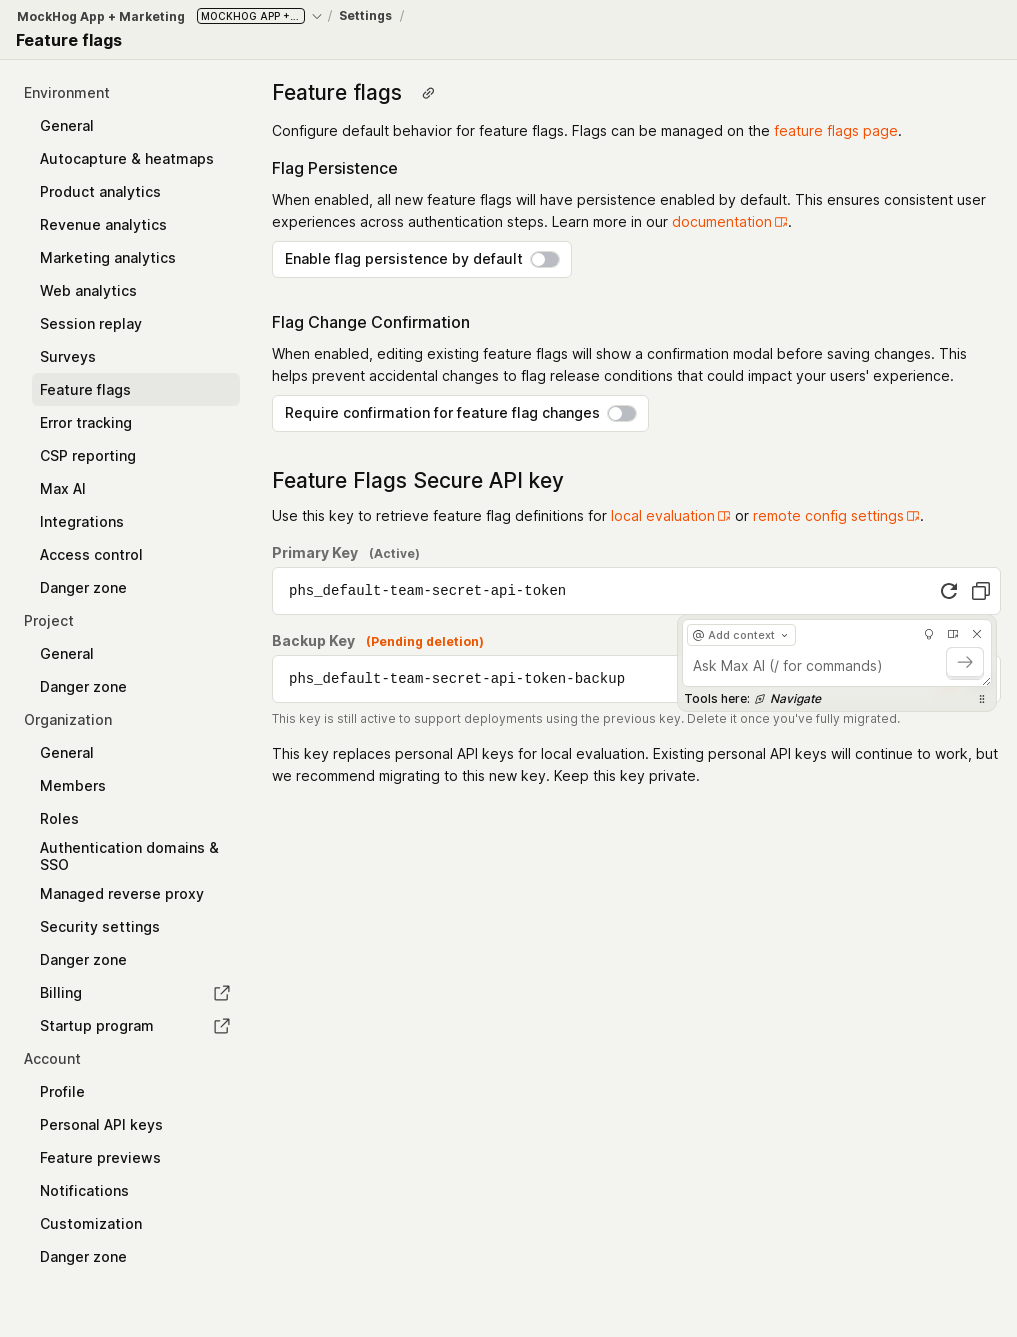 MockHog App + Marketing MOCKHOG APP +... / Settings /
Feature flags
Environment
General
Autocapture & heatmaps
Product analytics
Revenue analytics
Marketing analytics
Web analytics
Session replay
Surveys
Feature flags
Error tracking
CSP reporting
Max AI
Integrations
Access control
Danger zone
Project
General
Danger zone
Organization
General
Members
Roles
Authentication domains &
SSO
Managed reverse proxy
Security settings
Danger zone
Billing
Startup program
Account
Profile
Personal API keys
Feature previews
Notifications
Customization
Danger zone
Feature flags
Configure default behavior for feature flags. Flags can be managed on the feature flags page.
Flag Persistence
When enabled, all new feature flags will have persistence enabled by default. This ensures consistent user
experiences across authentication steps. Learn more in our documentation.
Enable flag persistence by default
Flag Change Confirmation
When enabled, editing existing feature flags will show a confirmation modal before saving changes. This
helps prevent accidental changes to flag release conditions that could impact your users' experience.
Require confirmation for feature flag changes
Feature Flags Secure API key
Use this key to retrieve feature flag definitions for local evaluation or remote config settings.
Primary Key (Active)
phs_default-team-secret-api-token
Backup Key (Pending deletion)
phs_default-team-secret-api-token-backup
@ Add context
Ask Max AI (/ for commands)
Tools here: Navigate
This key is still active to support deployments using the previous key. Delete it once you've fully migrated.
This key replaces personal API keys for local evaluation. Existing personal API keys will continue to work, but
we recommend migrating to this new key. Keep this key private.